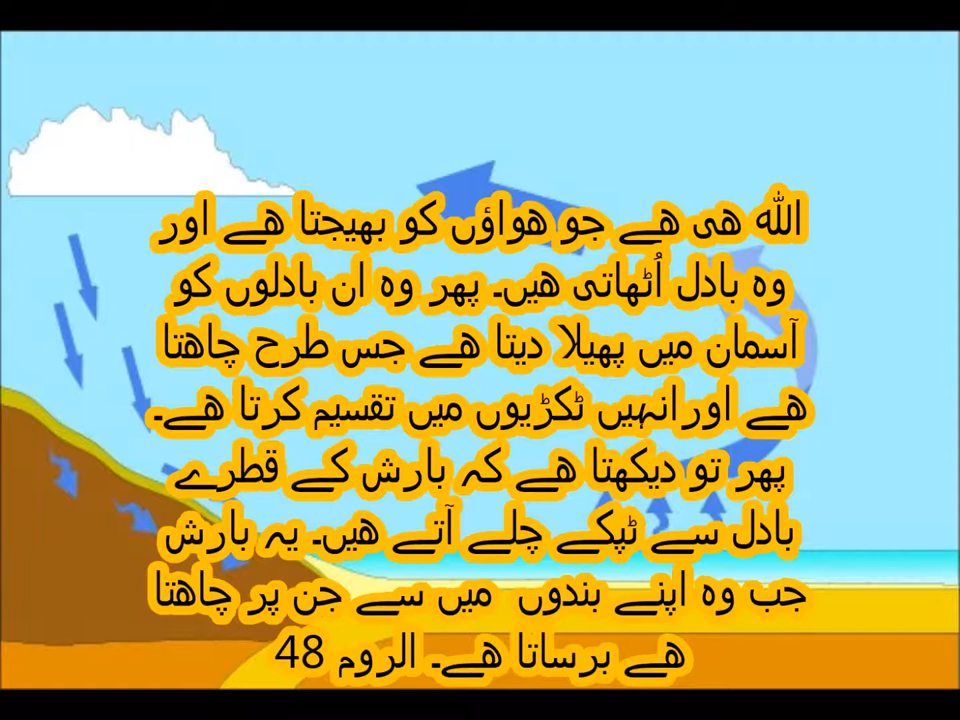 اللہ ھی ھے جو ھواؤں کو بھیجتا ھے اور
وہ بادل اُٹھاتی ھیں۔ پھر وہ ان بادلوں کو
آسمان میں پھیلا دیتا ھے جس طرح چاھتا
ھے اورانہیں ٹکڑیوں میں تقسیم کرتا ھے۔
پھر تو دیکھتا ھے کہ بارش کے قطرے
بادل سے ٹپکے چلے آتے ھیں۔ یہ بارش
جب وہ اپنے بندوں میں سے جن پر چاھتا
ھے برساتا ھے۔ الروم 48